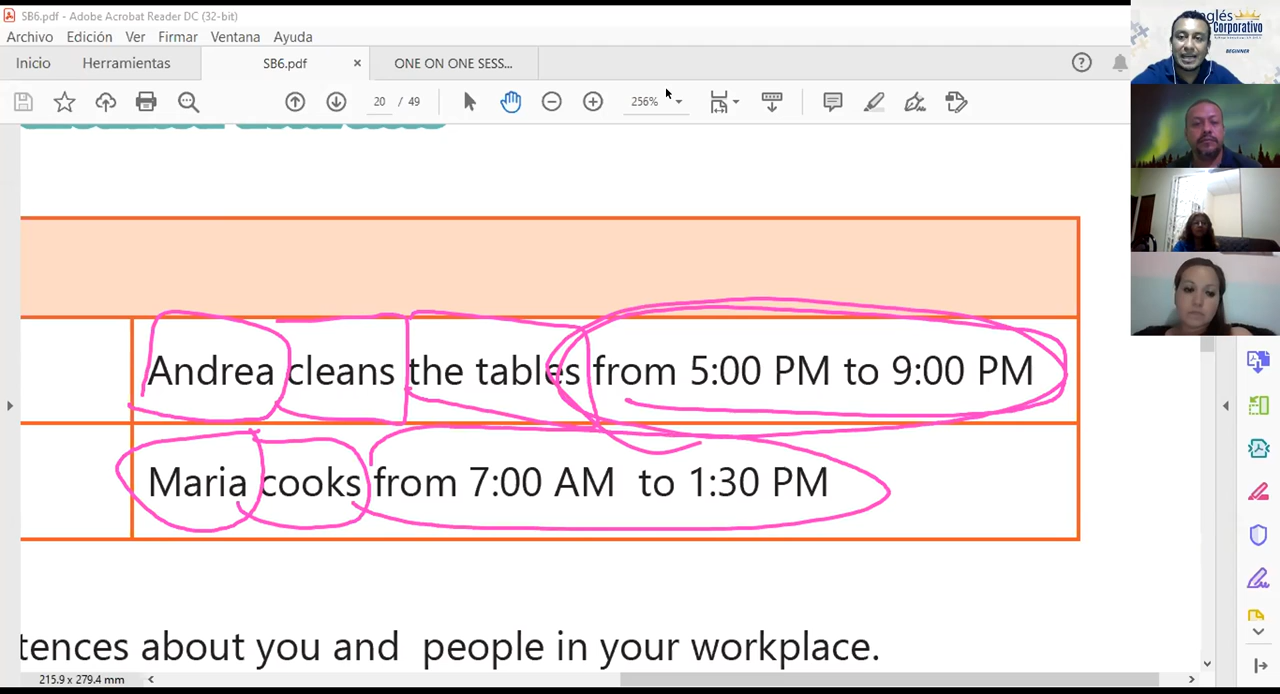 SB6.pdf - Adobe Acrobat Reader DC (32-bit)
Archivo Edición Ver Firmar Ventana Ayuda
Inicio Herramientas SB6.pdf × ONE ON ONE SESS...
20 / 49 256%
Andrea cleans the tables from 5:00 PM to 9:00 PM
Maria cooks from 7:00 AM to 1:30 PM
tences about you and people in your workplace.
215.9 x 279.4 mm
Inglés
Corporativo
BEGINNER